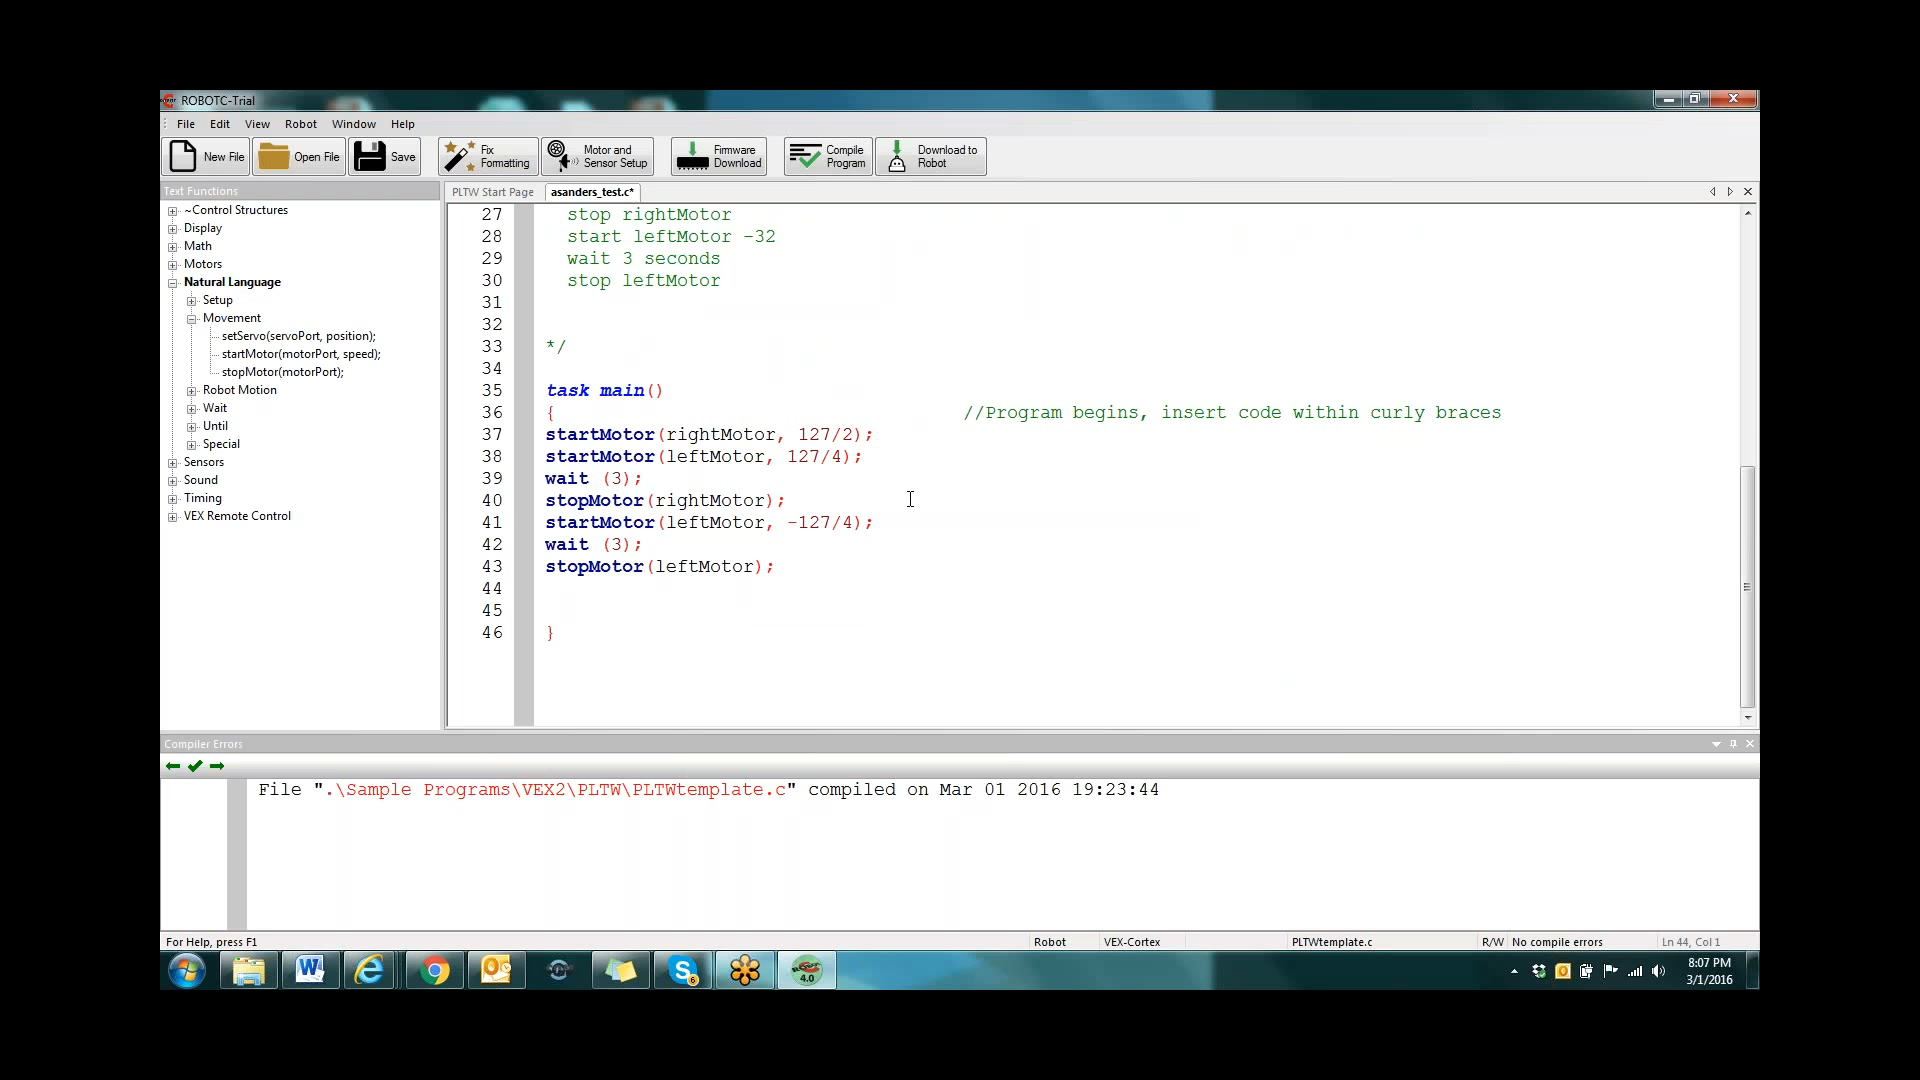 ROBOTC-Trial
File Edit View Robot Window Help
New File Open File Save Fix Formatting Motor and Sensor Setup Firmware Download Compile Program Download to Robot
Text Functions
~Control Structures
Display
Math
Motors
Natural Language
Setup
Movement
setServo(servoPort, position);
startMotor(motorPort, speed);
stopMotor(motorPort);
Robot Motion
Wait
Until
Special
Sensors
Sound
Timing
VEX Remote Control
PLTW Start Page asanders_test.c*
27 stop rightMotor
28 start leftMotor -32
29 wait 3 seconds
30 stop leftMotor
31
32
33 */
34
35 task main()
36 { //Program begins, insert code within curly braces
37 startMotor(rightMotor, 127/2);
38 startMotor(leftMotor, 127/4);
39 wait (3);
40 stopMotor(rightMotor);
41 startMotor(leftMotor, -127/4);
42 wait (3);
43 stopMotor(leftMotor);
44
45
46 }
Compiler Errors
File ".\Sample Programs\VEX2\PLTW\PLTWtemplate.c" compiled on Mar 01 2016 19:23:44
For Help, press F1 Robot VEX-Cortex PLTWtemplate.c R/W No compile errors Ln 44, Col 1
8:07 PM
3/1/2016